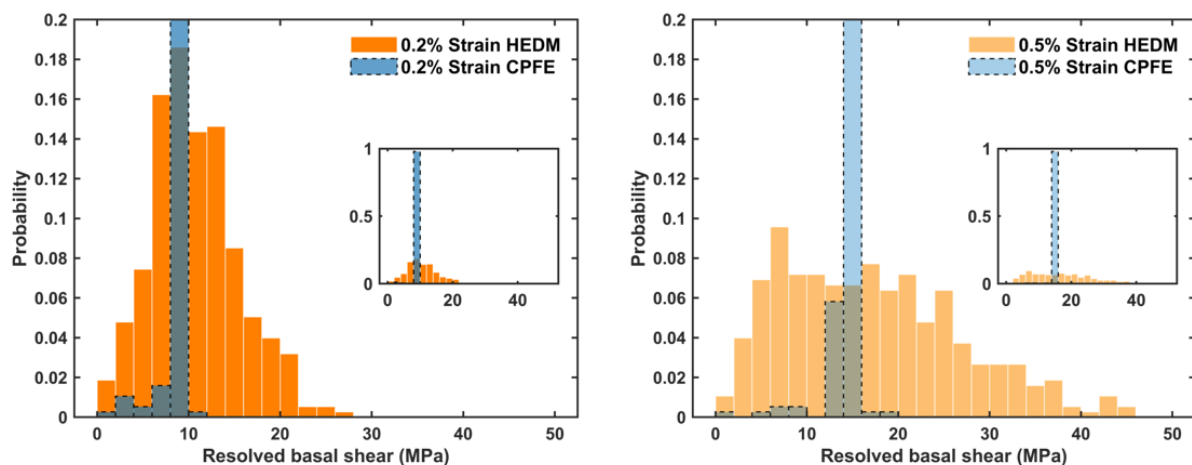 0.2
0.18
0.16
0.14
0.12
0.1
0.08
0.06
0.04
0.02
0
Probability
0.2% Strain HEDM
0.2% Strain CPFE
1
0.5
0
0 20 40
0 10 20 30 40 50
Resolved basal shear (MPa)
0.2
0.18
0.16
0.14
0.12
0.1
0.08
0.06
0.04
0.02
0
Probability
0.5% Strain HEDM
0.5% Strain CPFE
1
0.5
0
0 20 40
0 10 20 30 40 50
Resolved basal shear (MPa)